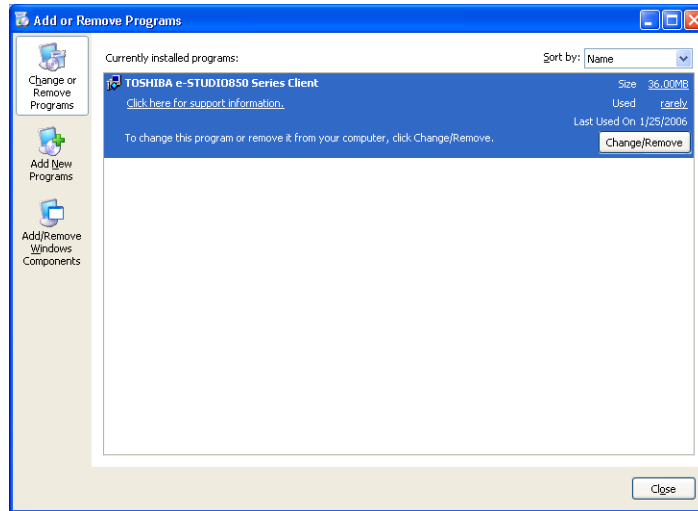 Add or Remove Programs
Change or
Remove
Programs
Add New
Programs
Add/Remove
Windows
Components
Currently installed programs:
Sort by: Name
TOSHIBA e-STUDIO850 Series Client
Size 36.00MB
Click here for support information.
Used rarely
Last Used On 1/25/2006
To change this program or remove it from your computer, click Change/Remove.
Change/Remove
Close